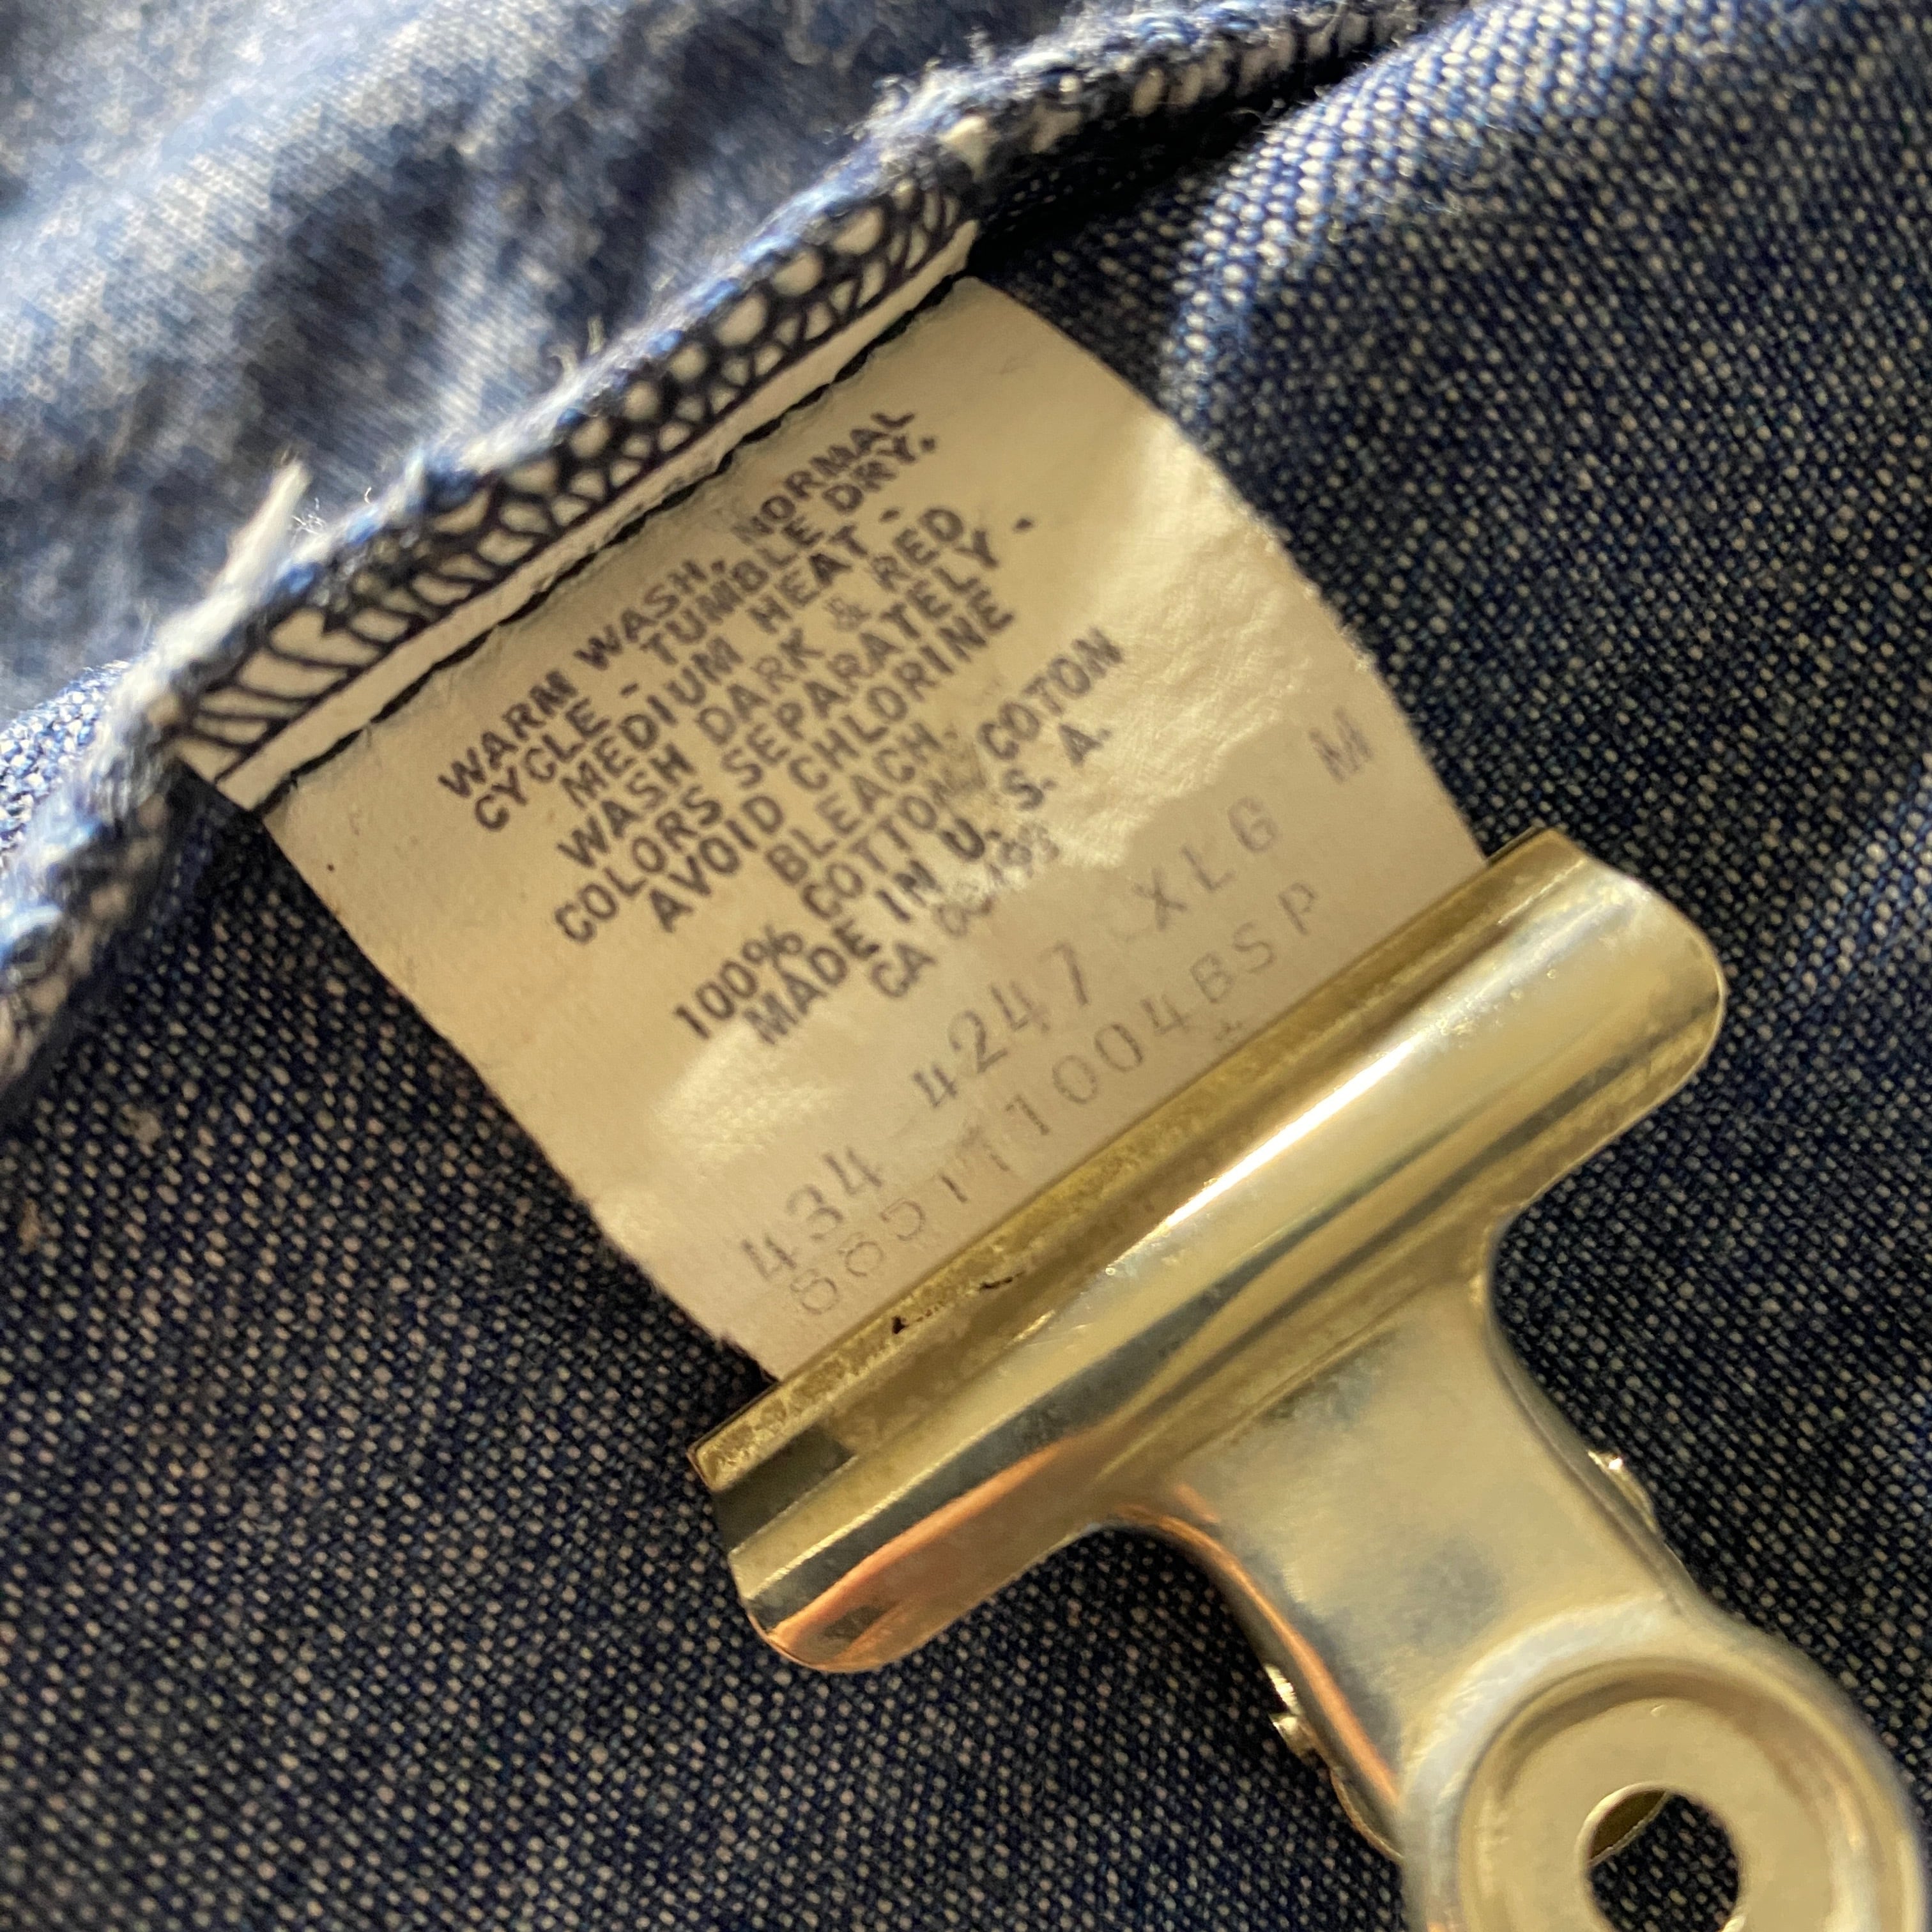 WARM WASH, NORMAL
CYCLE - TUMBLE DRY,
MEDIUM HEAT -
WASH DARK & RED
COLORS SEPARATELY -
AVOID CHLORINE
BLEACH.
100% COTTON/COTON
MADE IN U. S. A.
CA
434 4247 XLG M